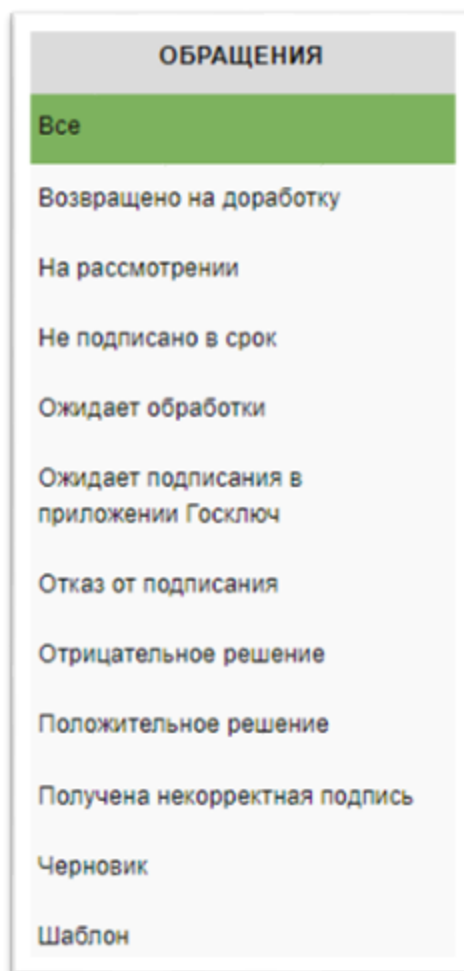 ОБРАЩЕНИЯ
Все
Возвращено на доработку
На рассмотрении
Не подписано в срок
Ожидает обработки
Ожидает подписания в
приложении Госключ
Отказ от подписания
Отрицательное решение
Положительное решение
Получена некорректная подпись
Черновик
Шаблон